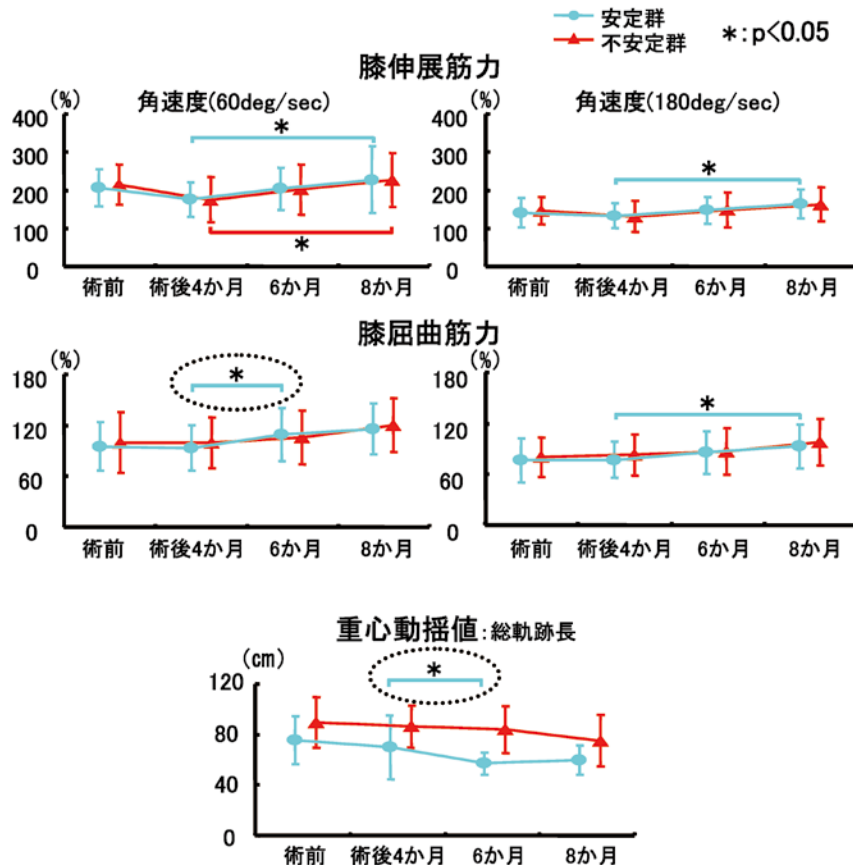 安定群
不安定群
*:p<0.05
膝伸展筋力
(%)
角速度(60deg/sec)
400
300
200
100
0
*
*
術前
術後4か月
6か月
8か月
(%)
角速度(180deg/sec)
400
300
200
100
0
*
術前
術後4か月
6か月
8か月
膝屈曲筋力
(%)
180
120
60
0
*
術前
術後4か月
6か月
8か月
(%)
180
120
60
0
*
術前
術後4か月
6か月
8か月
重心動揺値:総軌跡長
(cm)
120
80
40
0
*
術前
術後4か月
6か月
8か月